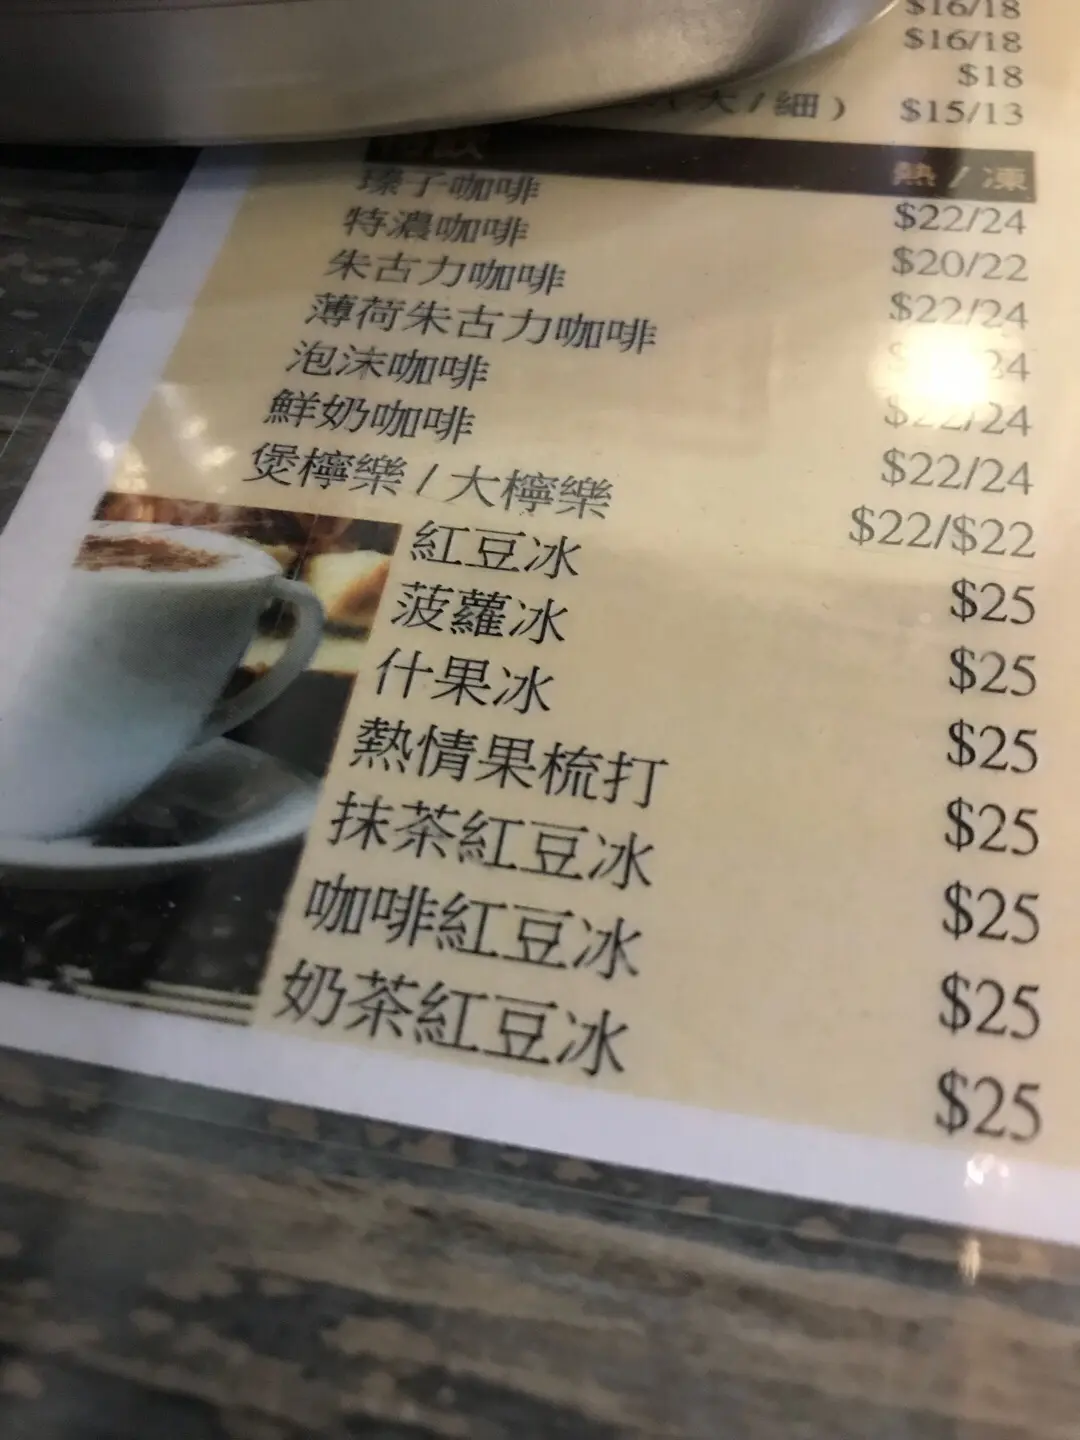 $16/18
$16/18
$18
(大/細) $15/13
熱/凍
榛子咖啡 $22/24
特濃咖啡 $20/22
朱古力咖啡 $22/24
薄荷朱古力咖啡
泡沫咖啡 $22/24
鮮奶咖啡 $22/24
煲檸樂/大檸樂 $22/$22
紅豆冰 $25
菠蘿冰 $25
什果冰 $25
熱情果梳打 $25
抹茶紅豆冰 $25
咖啡紅豆冰 $25
奶茶紅豆冰 $25